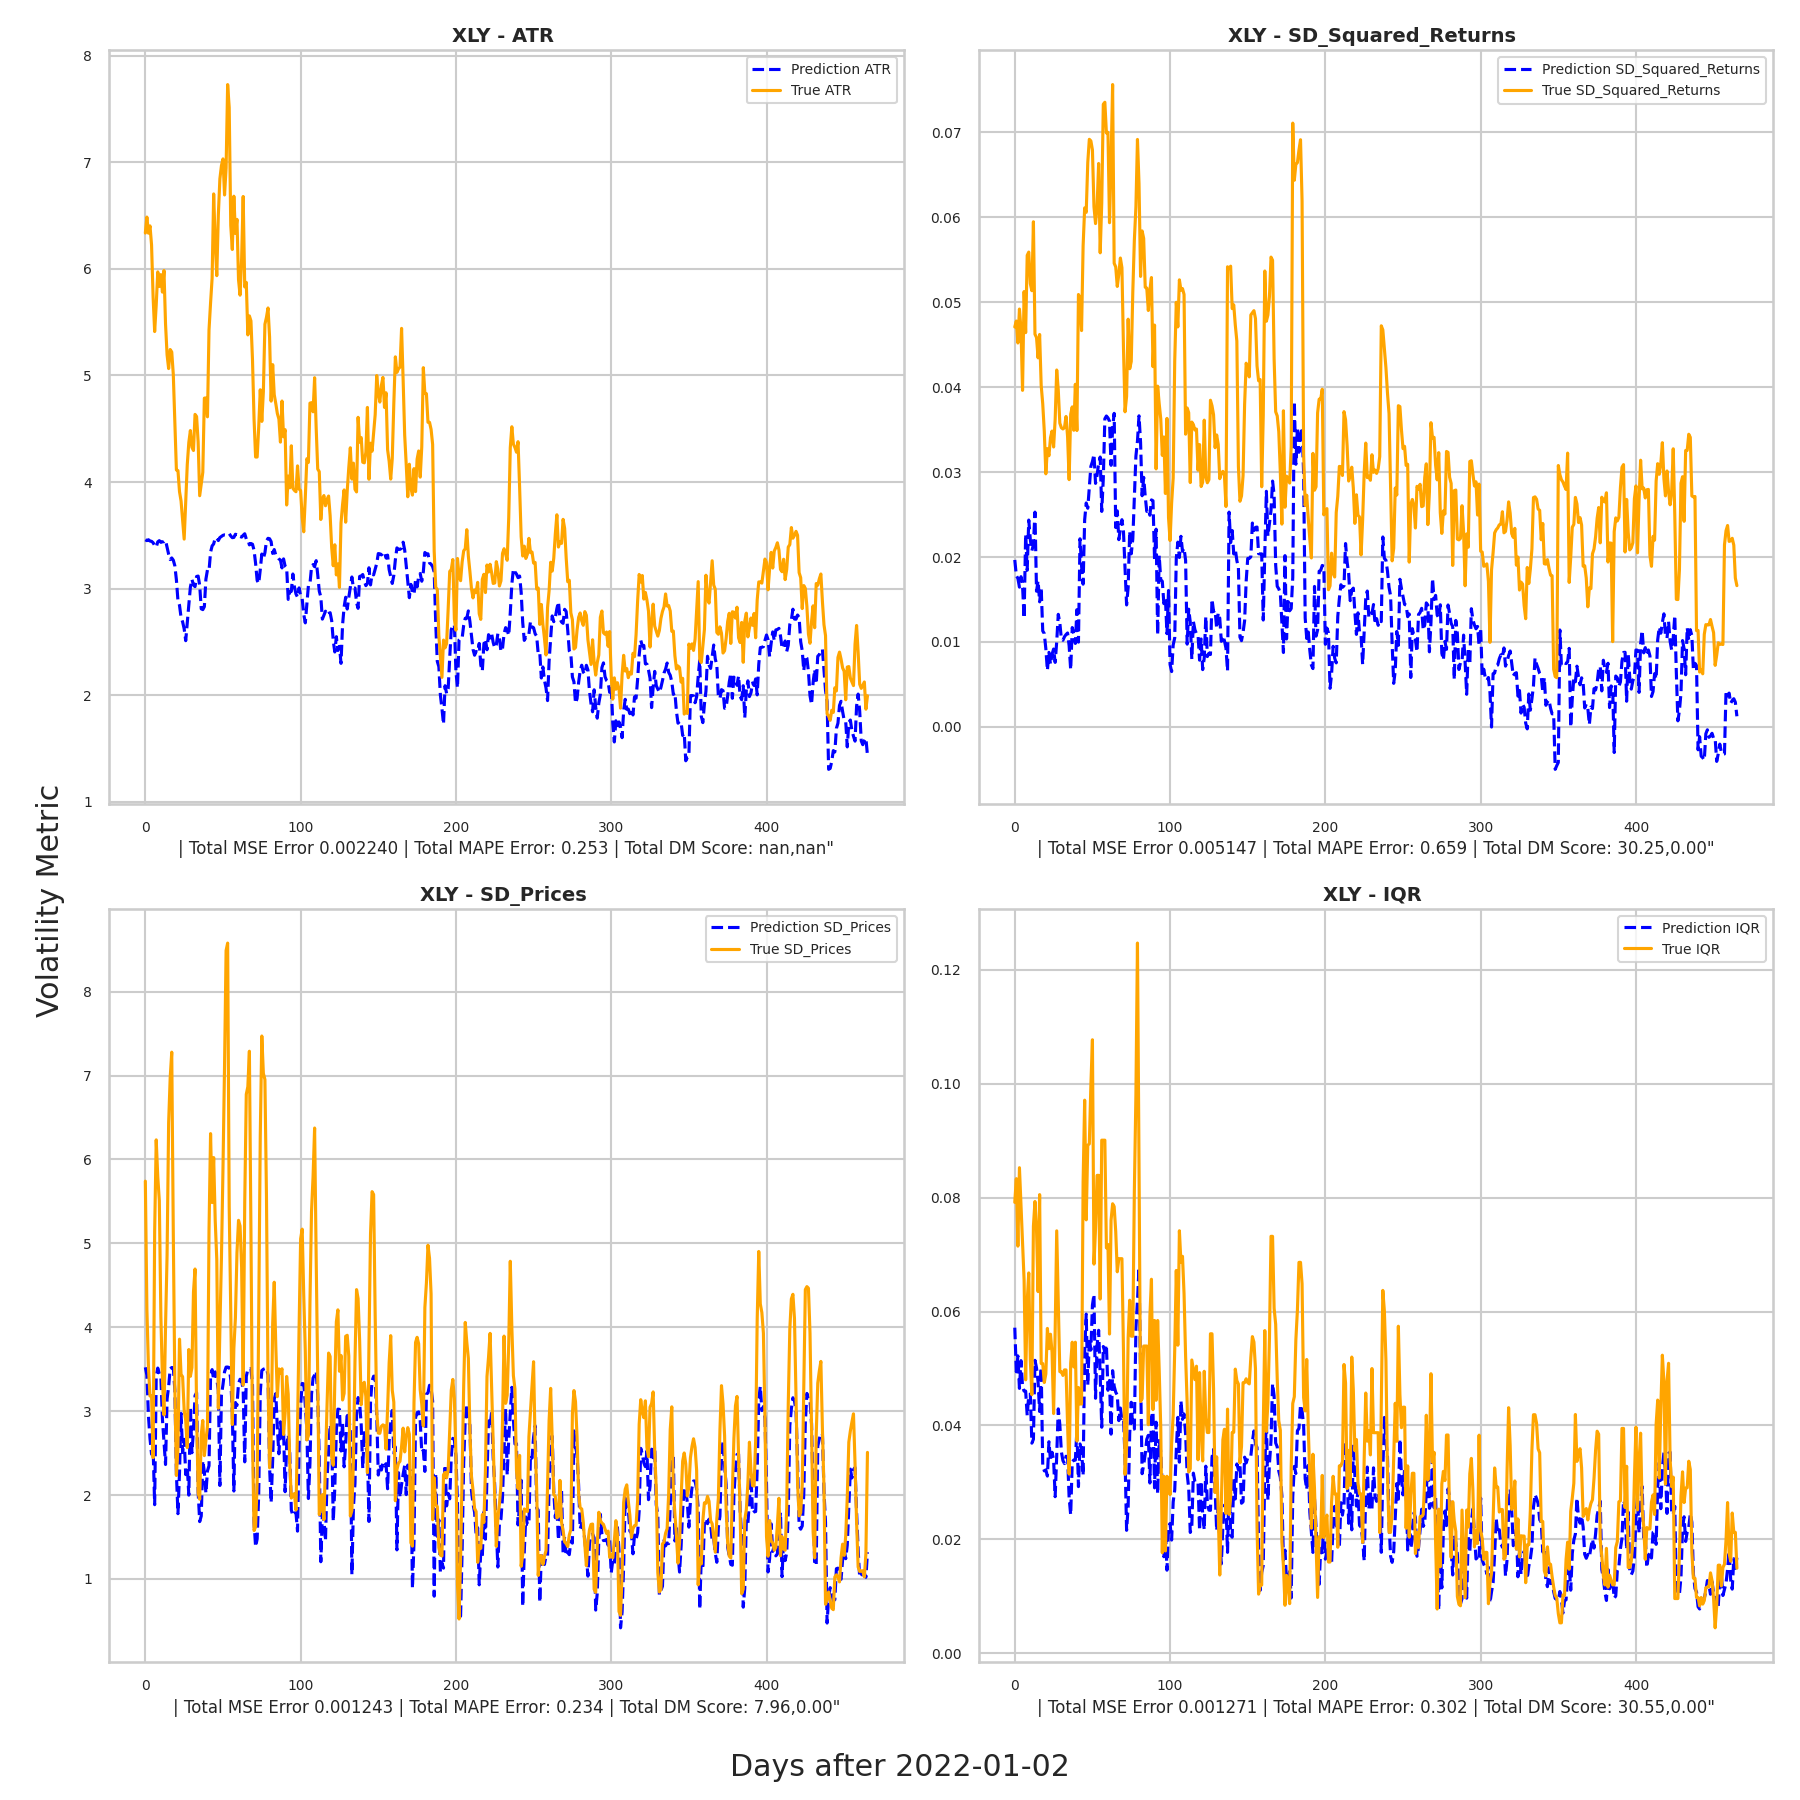 XLY - ATR
Prediction ATR
True ATR
8
7
6
5
4
3
2
1
0 100 200 300 400
| Total MSE Error 0.002240 | Total MAPE Error: 0.253 | Total DM Score: nan,nan"
XLY - SD_Squared_Returns
Prediction SD_Squared_Returns
True SD_Squared_Returns
0.07
0.06
0.05
0.04
0.03
0.02
0.01
0.00
0 100 200 300 400
| Total MSE Error 0.005147 | Total MAPE Error: 0.659 | Total DM Score: 30.25,0.00"
Volatility Metric
XLY - SD_Prices
Prediction SD_Prices
True SD_Prices
8
7
6
5
4
3
2
1
0 100 200 300 400
| Total MSE Error 0.001243 | Total MAPE Error: 0.234 | Total DM Score: 7.96,0.00"
XLY - IQR
Prediction IQR
True IQR
0.12
0.10
0.08
0.06
0.04
0.02
0.00
0 100 200 300 400
| Total MSE Error 0.001271 | Total MAPE Error: 0.302 | Total DM Score: 30.55,0.00"
Days after 2022-01-02